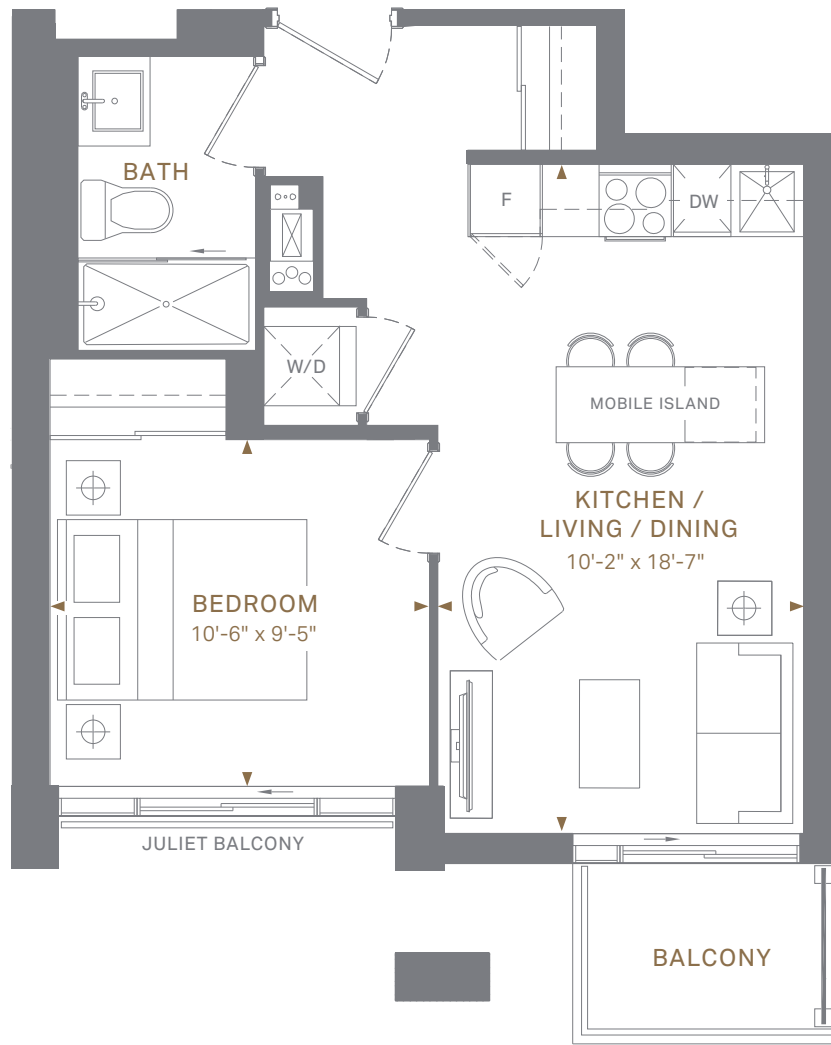 BATH
F
DW
W/D
MOBILE ISLAND
KITCHEN /
LIVING / DINING
10'-2" x 18'-7"
BEDROOM
10'-6" x 9'-5"
JULIET BALCONY
BALCONY